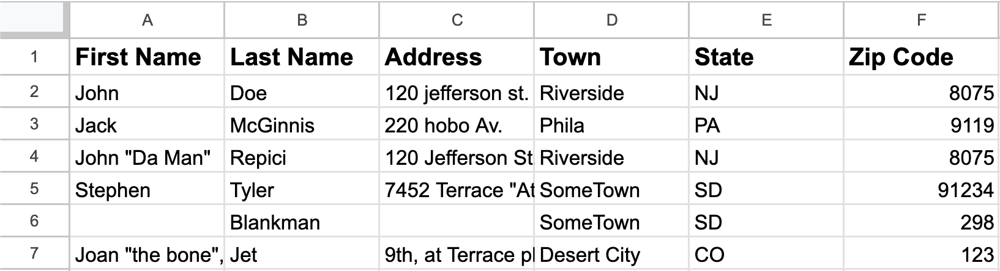 A B C D E F
1 First Name Last Name Address Town State Zip Code
2 John Doe 120 jefferson st. Riverside NJ 8075
3 Jack McGinnis 220 hobo Av. Phila PA 9119
4 John "Da Man" Repici 120 Jefferson St. Riverside NJ 8075
5 Stephen Tyler 7452 Terrace "At SomeTown SD 91234
6 Blankman SomeTown SD 298
7 Joan "the bone", Jet 9th, at Terrace pl Desert City CO 123